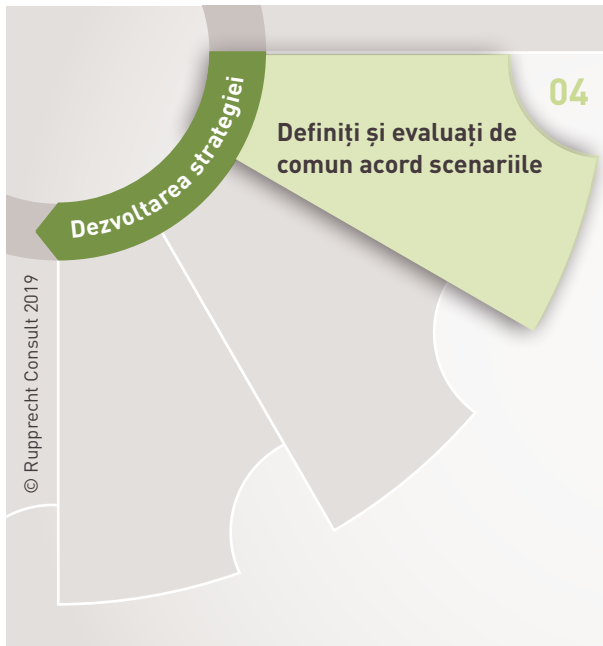 04
Definiți și evaluați de
comun acord scenariile
Dezvoltarea strategiei
© Rupprecht Consult 2019